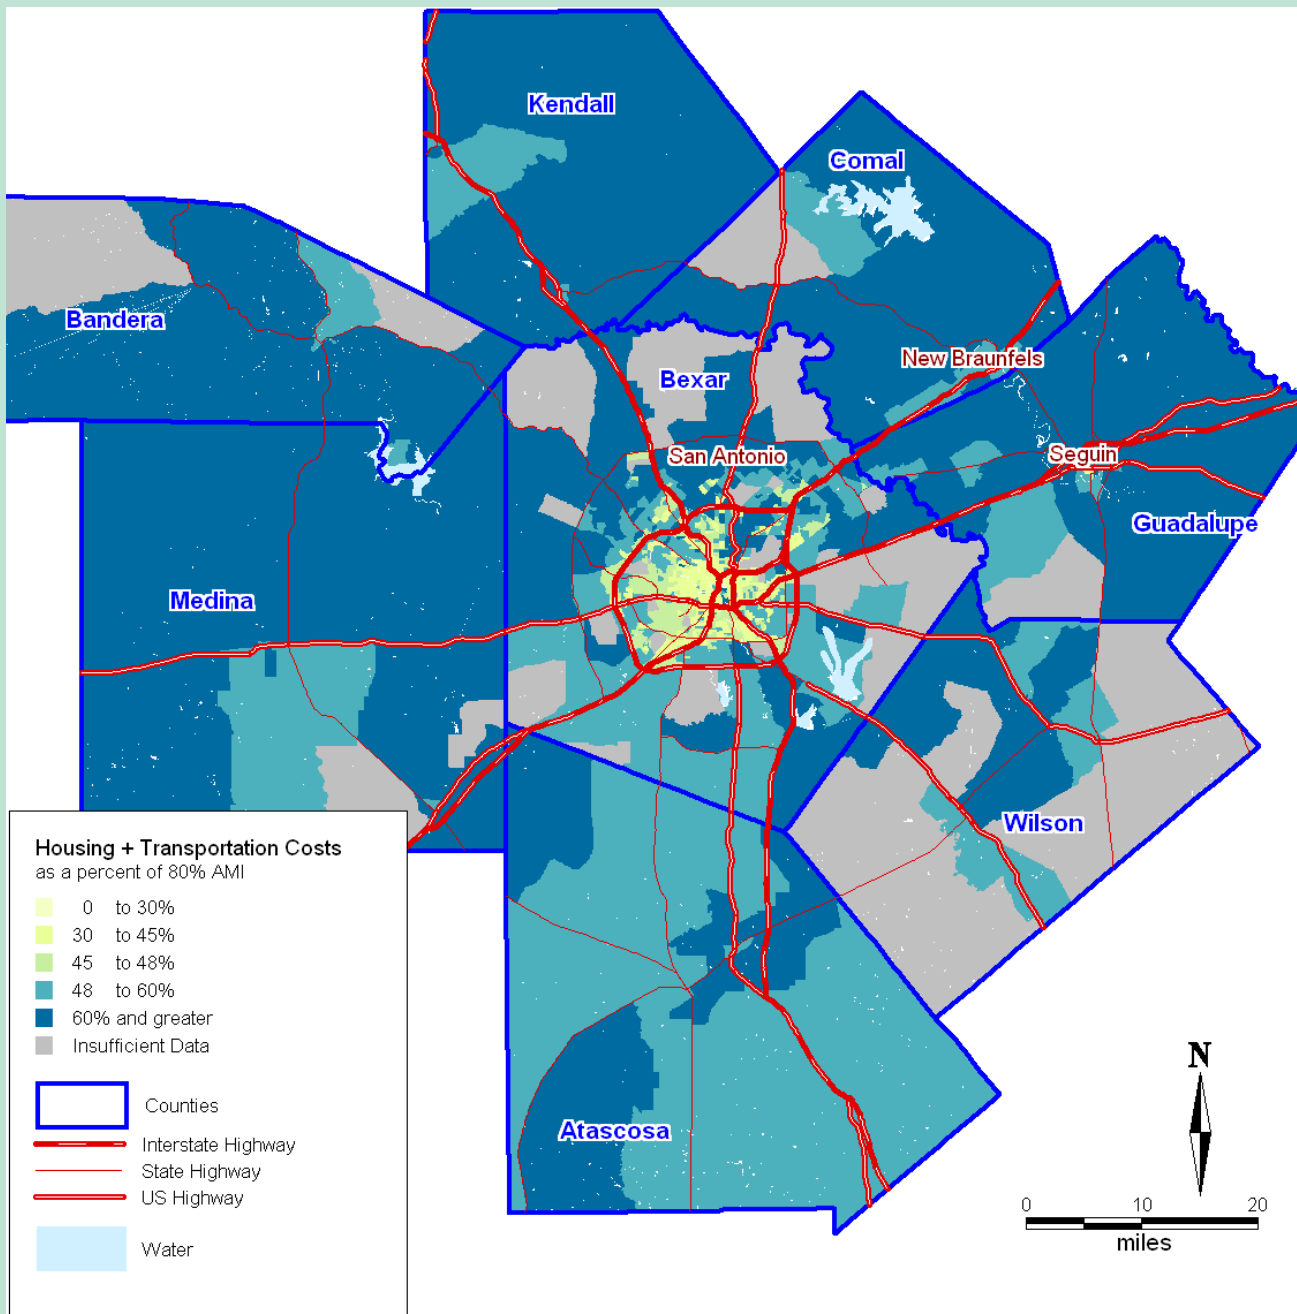 Kendall
Comal
Bandera
New Braunfels
Bexar
San Antonio
Seguin
Guadalupe
Medina
Wilson
Atascosa
Housing + Transportation Costs
as a percent of 80% AMI
0 to 30%
30 to 45%
45 to 48%
48 to 60%
60% and greater
Insufficient Data
Counties
Interstate Highway
State Highway
US Highway
Water
N
0 10 20
miles